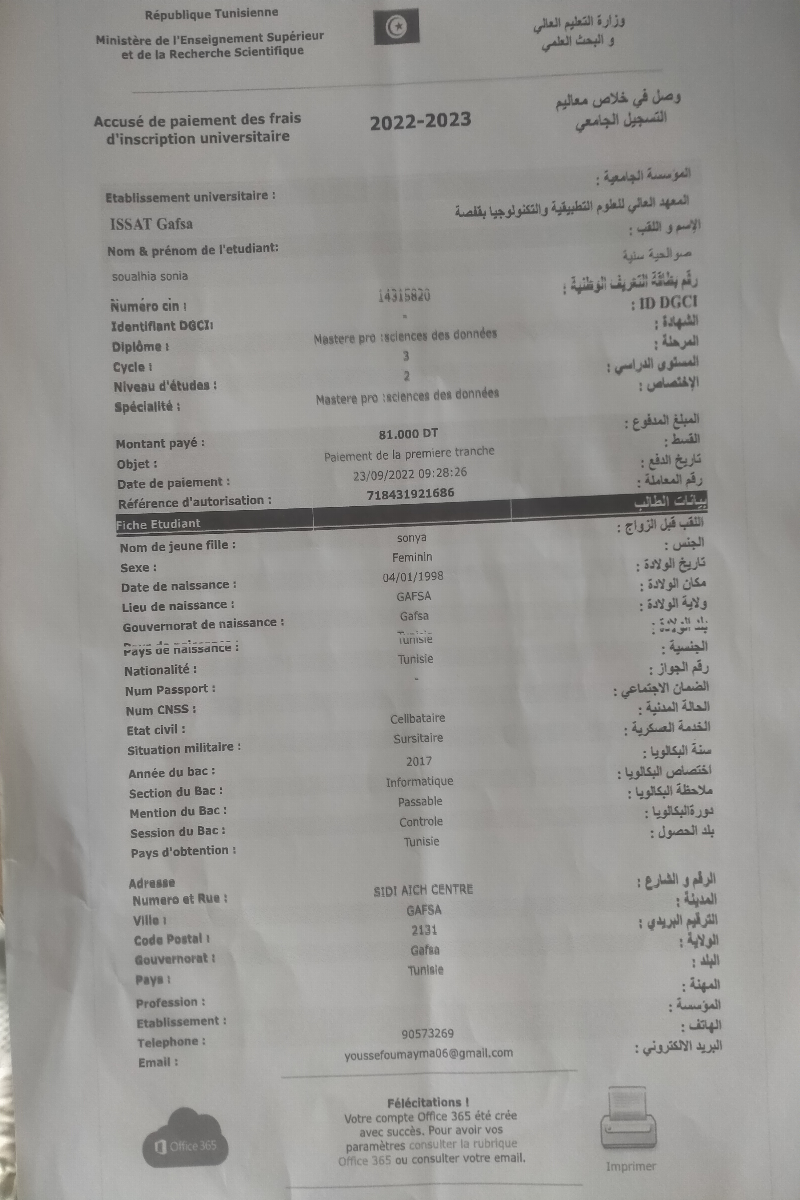 République Tunisienne
Ministère de l'Enseignement Supérieur
et de la Recherche Scientifique
وزارة التعليم العالي
و البحث العلمي
Accusé de paiement des frais
d'inscription universitaire
2022-2023
وصل في خلاص معاليم
التسجيل الجامعي
Etablissement universitaire : المؤسسة الجامعية :
ISSAT Gafsa المعهد العالي للعلوم التطبيقية والتكنولوجيا بقفصة
Nom & prénom de l'etudiant: الإسم و اللقب :
soualhia sonia صوالحية سنية
Numéro cin : 14315820 رقم بطاقة التعريف الوطنية :
Identifiant DGCI: - ID DGCI :
Diplôme : Mastere pro :sciences des données الشهادة :
Cycle : 3 المرحلة :
Niveau d'études : 2 المستوى الدراسي :
Spécialité : Mastere pro :sciences des données الإختصاص :
Montant payé : 81.000 DT المبلغ المدفوع :
Objet : Paiement de la premiere tranche القسط :
Date de paiement : 23/09/2022 09:28:26 تاريخ الدفع :
Référence d'autorisation : 718431921686 رقم المعاملة :
Fiche Etudiant بيانات الطالب
Nom de jeune fille : sonya اللقب قبل الزواج :
Sexe : Feminin الجنس :
Date de naissance : 04/01/1998 تاريخ الولادة :
Lieu de naissance : GAFSA مكان الولادة :
Gouvernorat de naissance : Gafsa ولاية الولادة :
Pays de naissance : Tunisie بلد الولادة :
Nationalité : Tunisie الجنسية :
Num Passport : - رقم الجواز :
Num CNSS : الضمان الاجتماعي :
Etat civil : Celibataire الحالة المدنية :
Situation militaire : Sursitaire الخدمة العسكرية :
Année du bac : 2017 سنة البكالويا :
Section du Bac : Informatique اختصاص البكالويا :
Mention du Bac : Passable ملاحظة البكالويا :
Session du Bac : Controle دورةالبكالويا :
Pays d'obtention : Tunisie بلد الحصول :
Adresse
Numero et Rue : SIDI AICH CENTRE الرقم و الشارع :
Ville : GAFSA المدينة :
Code Postal : 2131 الترقيم البريدي :
Gouvernorat : Gafsa الولاية :
Pays : Tunisie البلد :
Profession : المهنة :
Etablissement : المؤسسة :
Telephone : 90573269 الهاتف :
Email : youssefoumayma06@gmail.com البريد الالكتروني :
Office 365
Félécitations !
Votre compte Office 365 été crée
avec succès. Pour avoir vos
paramètres consulter la rubrique
Office 365 ou consulter votre email.
Imprimer